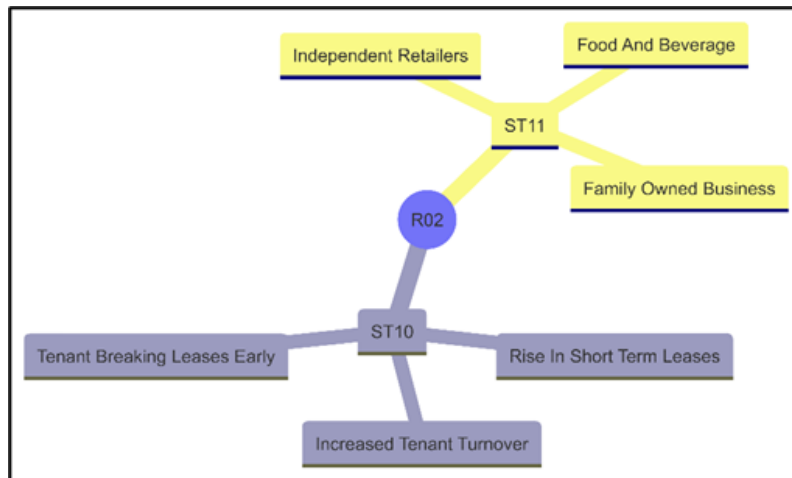 Food And Beverage
Independent Retailers
ST11
Family Owned Business
R02
ST10
Tenant Breaking Leases Early
Rise In Short Term Leases
Increased Tenant Turnover